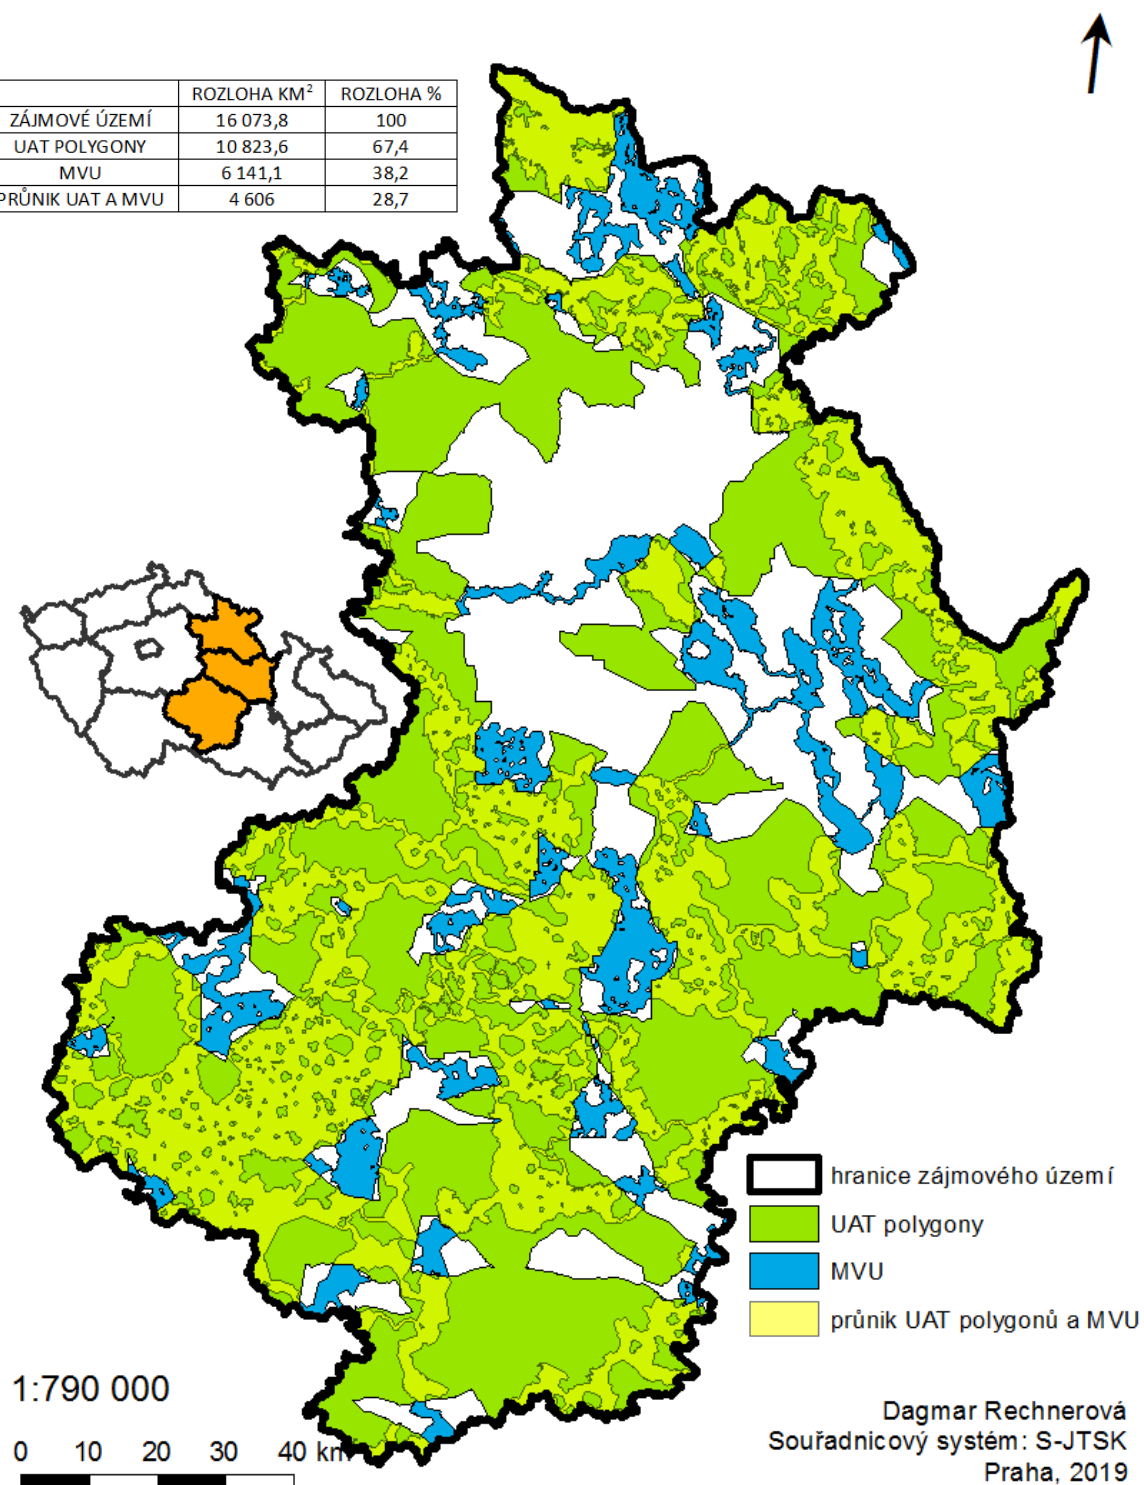 ROZLOHA KM² ROZLOHA %
ZÁJMOVÉ ÚZEMÍ 16 073,8 100
UAT POLYGONY 10 823,6 67,4
MVU 6 141,1 38,2
PRŮNIK UAT A MVU 4 606 28,7
hranice zájmového území
UAT polygony
MVU
průnik UAT polygonů a MVU
1:790 000
0 10 20 30 40 km
Dagmar Rechnerová
Souřadnicový systém: S-JTSK
Praha, 2019